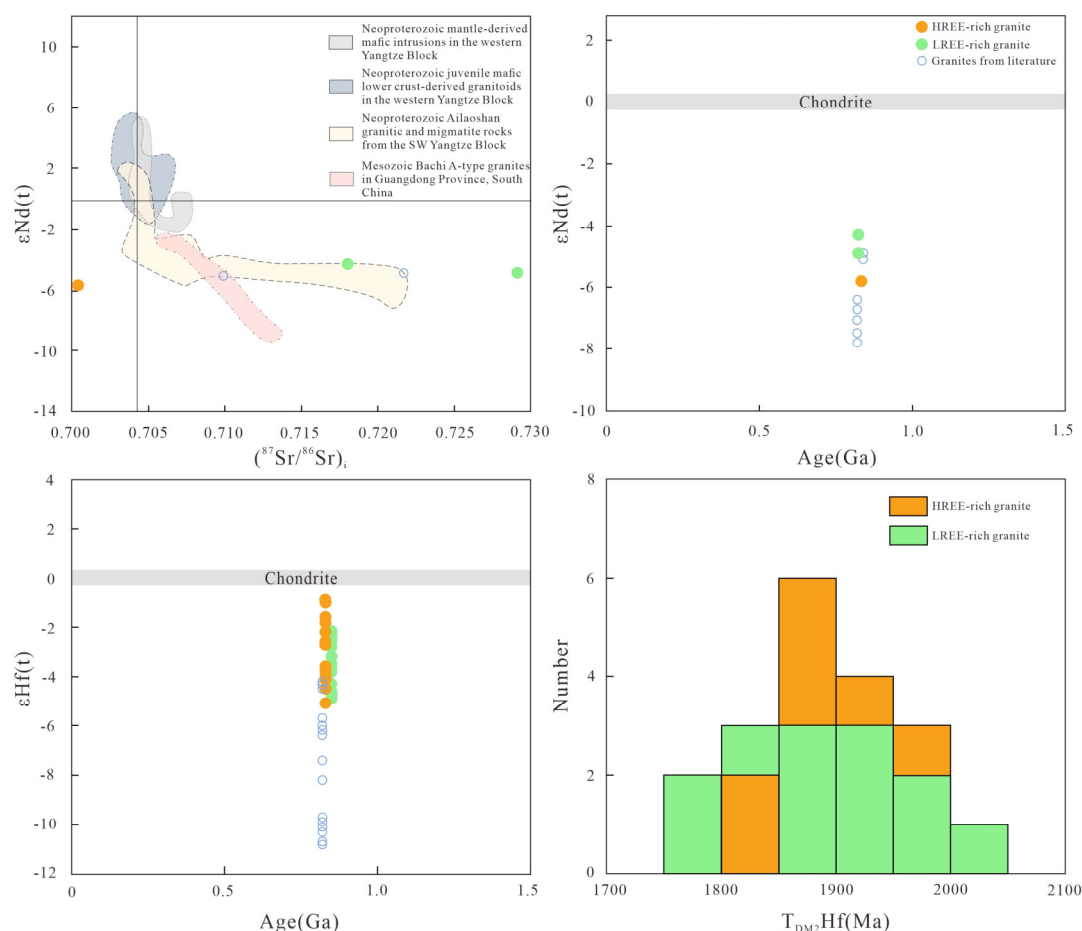 Neoproterozoic mantle-derived
mafic intrusions in the western
Yangtze Block
Neoproterozoic juvenile mafic
lower crust-derived granitoids
in the western Yangtze Block
Neoproterozoic Ailaoshan
granitic and migmatite rocks
from the SW Yangtze Block
Mesozoic Bachi A-type granites
in Guangdong Province, South
China
εNd(t)
10
6
2
-2
-6
-10
-14
0.700
0.705
0.710
0.715
0.720
0.725
0.730
(⁸⁷Sr/⁸⁶Sr)ᵢ
HREE-rich granite
LREE-rich granite
Granites from literature
Chondrite
εNd(t)
2
0
-2
-4
-6
-8
-10
0
0.5
1.0
1.5
Age(Ga)
Chondrite
εHf(t)
4
2
0
-2
-4
-6
-8
-10
-12
0
0.5
1.0
1.5
Age(Ga)
HREE-rich granite
LREE-rich granite
Number
8
6
4
2
0
1700
1800
1900
2000
2100
T_DM2Hf(Ma)